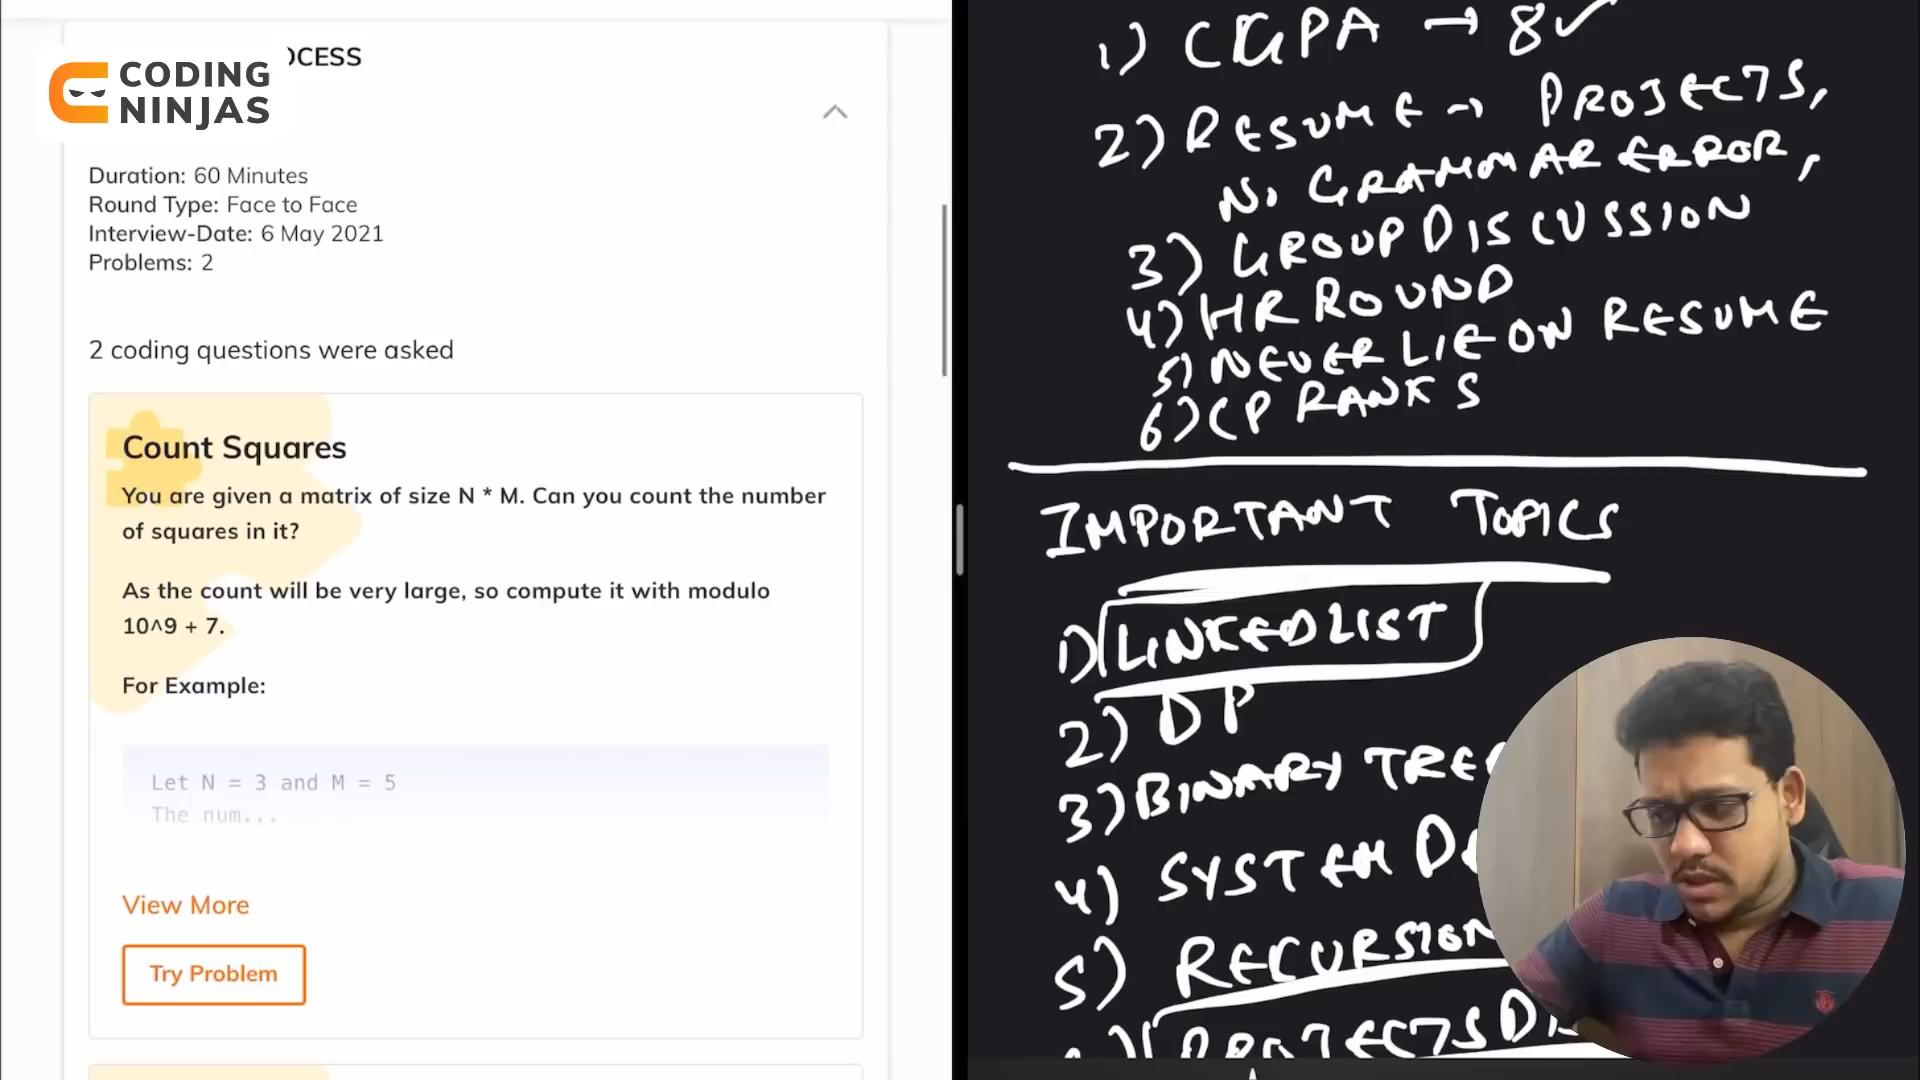 OCESS
CODING
NINJAS
Duration: 60 Minutes
Round Type: Face to Face
Interview-Date: 6 May 2021
Problems: 2
2 coding questions were asked
Count Squares
You are given a matrix of size N * M. Can you count the number
of squares in it?
As the count will be very large, so compute it with modulo
10^9 + 7.
For Example:
Let N = 3 and M = 5
The num...
View More
Try Problem
1) CGPA → 8 ✓
2) RESUME → PROJECTS,
NO GRAMMAR ERROR,
3) GROUP DISCUSSION
4) HR ROUND
5) NEVER LIE ON RESUME
6) CP RANKS
IMPORTANT TOPICS
1) LINKEDLIST
2) DP
3) BINARY TREE
4) SYSTEM DE
5) RECURSION
PROJECTS